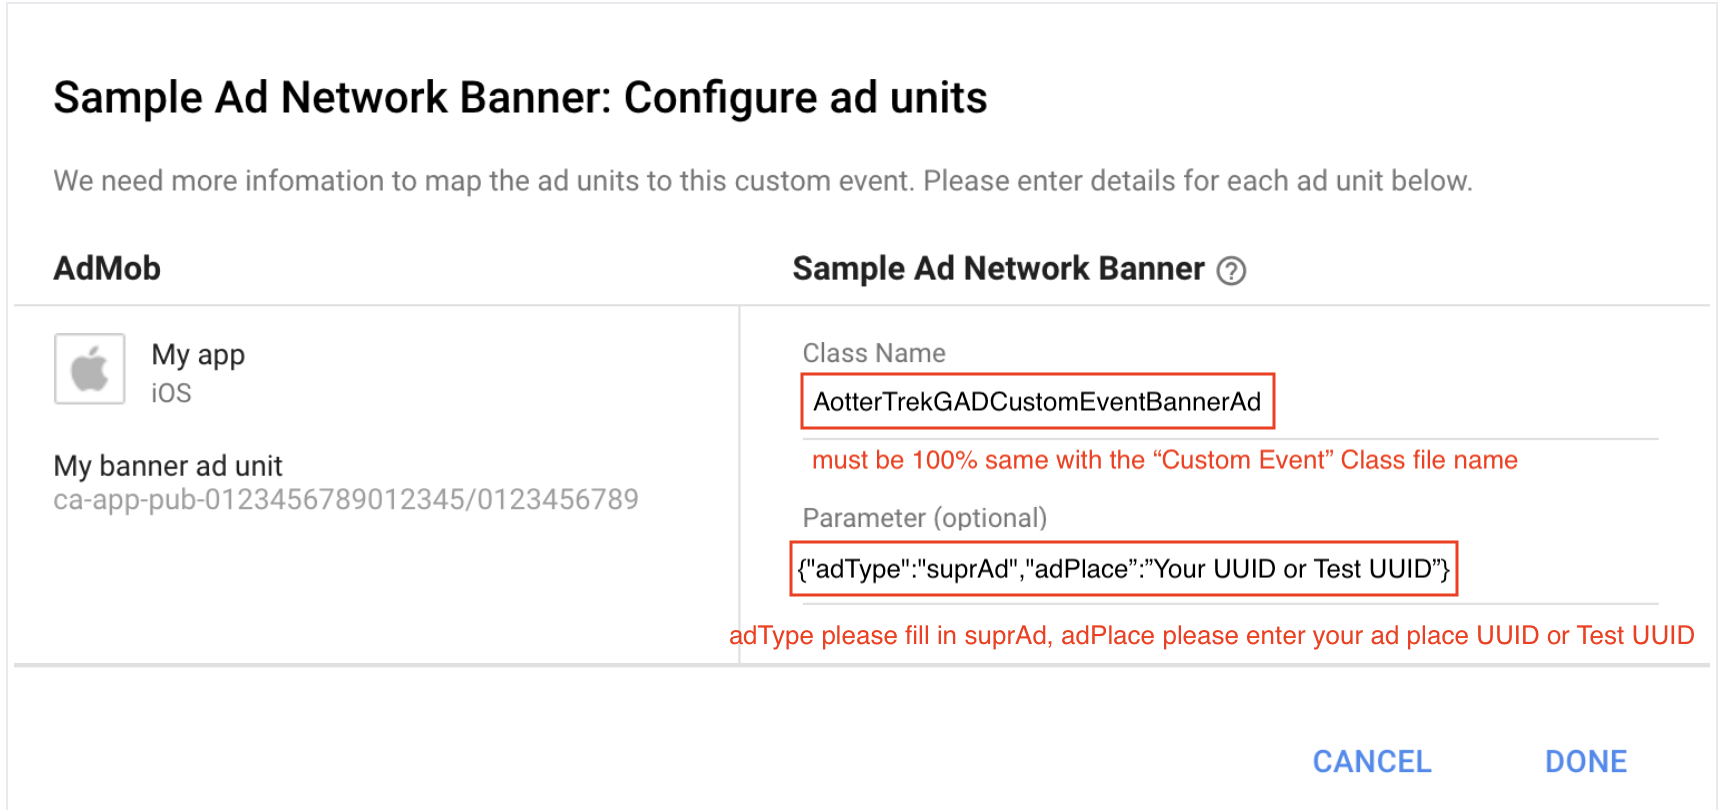 Sample Ad Network Banner: Configure ad units
We need more infomation to map the ad units to this custom event. Please enter details for each ad unit below.
AdMob
Sample Ad Network Banner ?
My app
iOS
My banner ad unit
ca-app-pub-0123456789012345/0123456789
Class Name
AotterTrekGADCustomEventBannerAd
must be 100% same with the “Custom Event” Class file name
Parameter (optional)
{"adType":"suprAd","adPlace”:”Your UUID or Test UUID”}
adType please fill in suprAd, adPlace please enter your ad place UUID or Test UUID
CANCEL
DONE